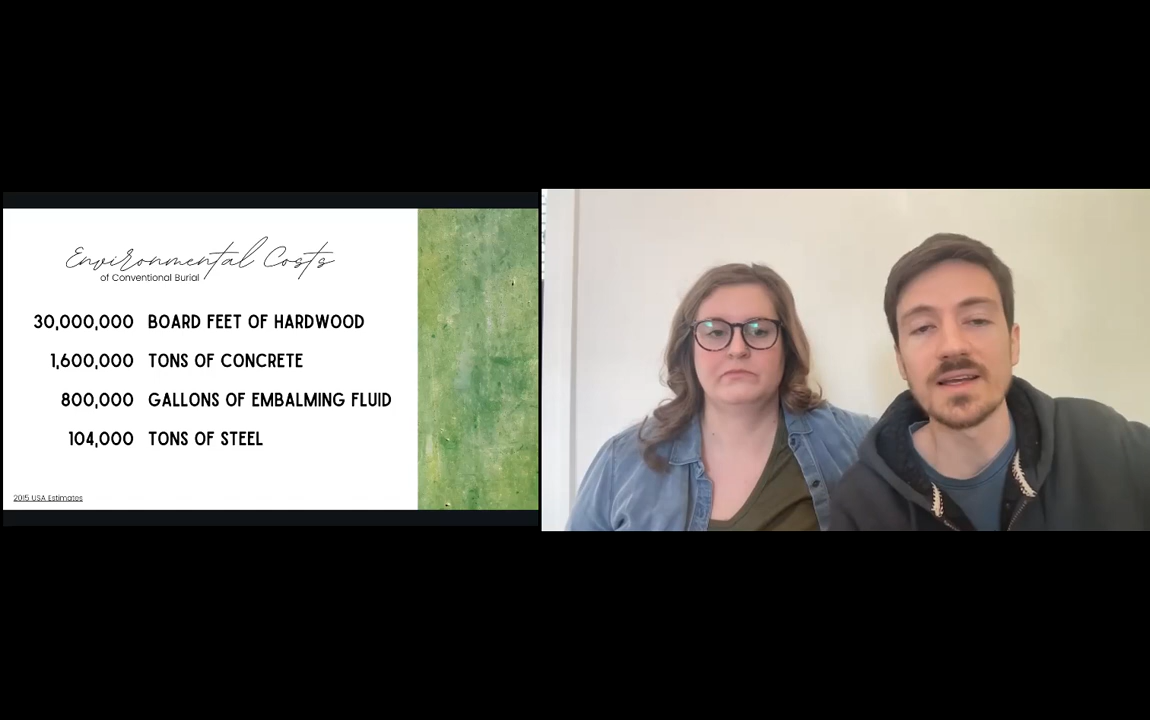 Environmental Costs
of Conventional Burial
30,000,000 BOARD FEET OF HARDWOOD
1,600,000 TONS OF CONCRETE
800,000 GALLONS OF EMBALMING FLUID
104,000 TONS OF STEEL
2015 USA Estimates